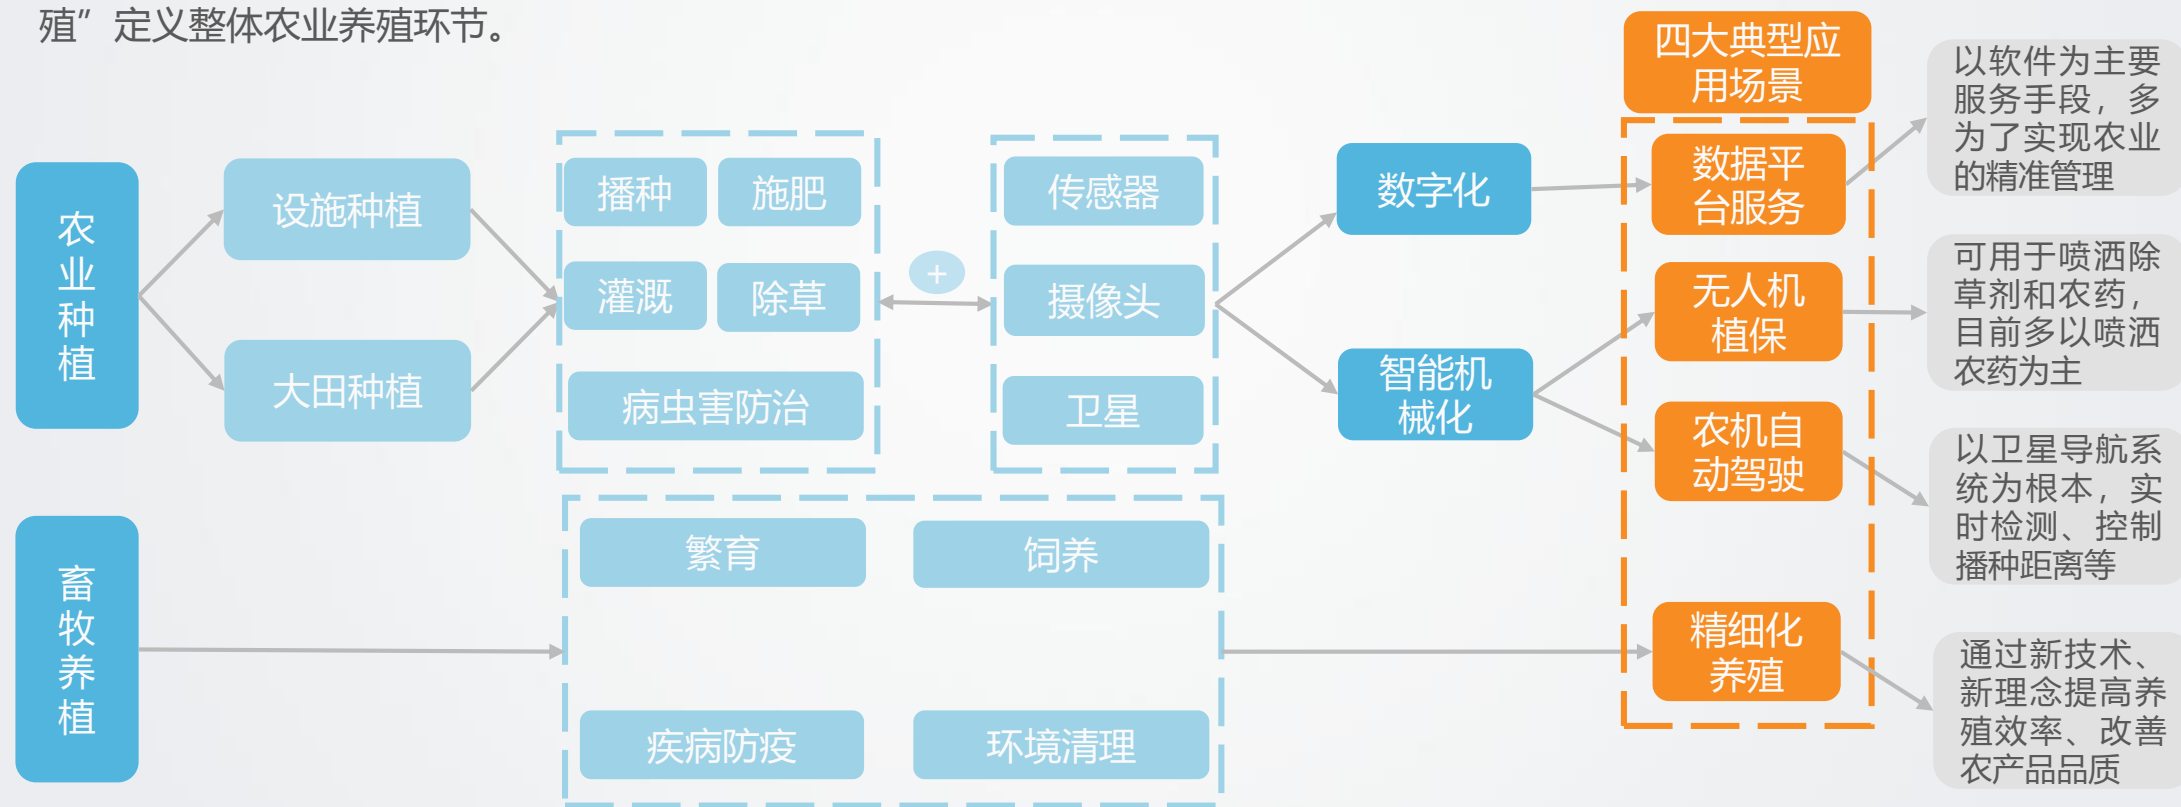 殖”定义整体农业养殖环节。
四大典型应
用场景
农
业
种
植
设施种植
大田种植
播种
施肥
灌溉
除草
病虫害防治
+
传感器
摄像头
卫星
数字化
智能机
械化
数据平
台服务
无人机
植保
农机自
动驾驶
精细化
养殖
以软件为主要
服务手段，多
为了实现农业
的精准管理
可用于喷洒除
草剂和农药，
目前多以喷洒
农药为主
以卫星导航系
统为根本，实
时检测、控制
播种距离等
通过新技术、
新理念提高养
殖效率、改善
农产品品质
畜
牧
养
植
繁育
饲养
疾病防疫
环境清理